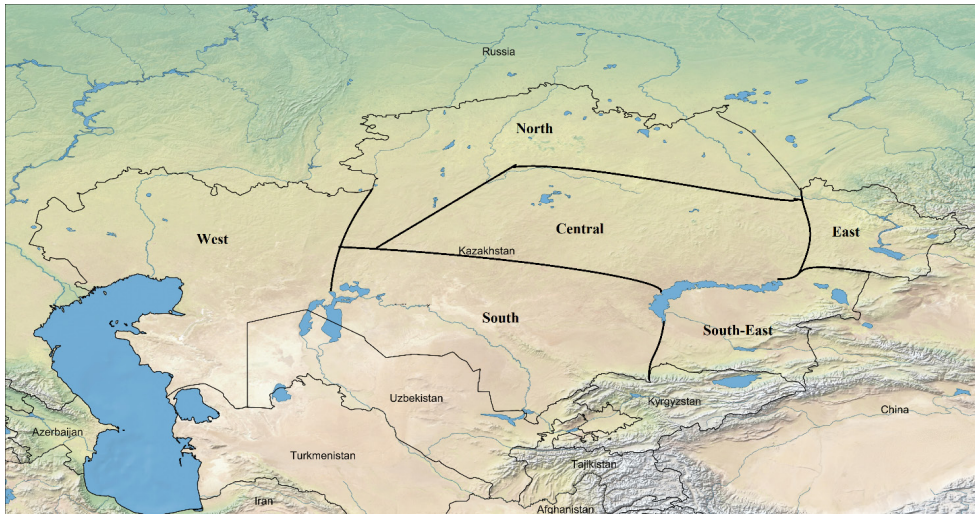 Russia
North
West
Central
East
Kazakhstan
South
South-East
Uzbekistan
Kyrgyzstan
China
Azerbaijan
Turkmenistan
Tajikistan
Iran
Afghanistan